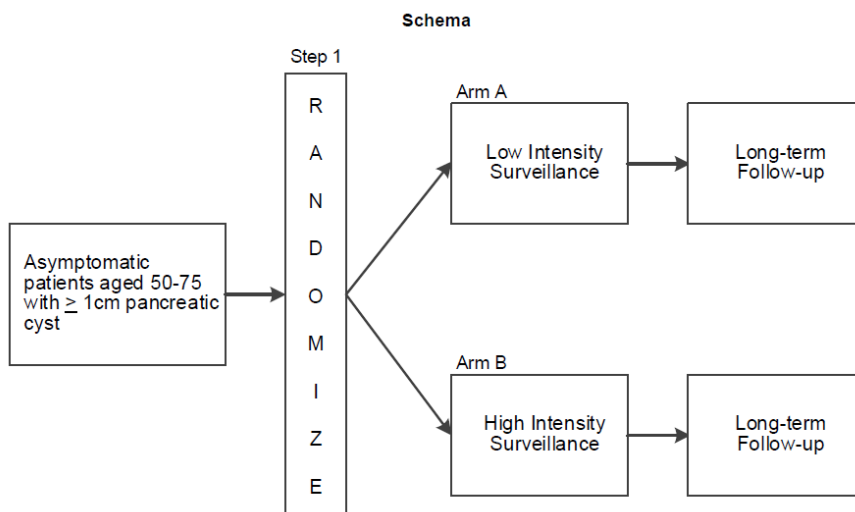 Schema
Step 1
R
A
N
D
O
M
I
Z
E
Asymptomatic
patients aged 50-75
with ≥ 1cm pancreatic
cyst
Arm A
Low Intensity
Surveillance
Long-term
Follow-up
Arm B
High Intensity
Surveillance
Long-term
Follow-up